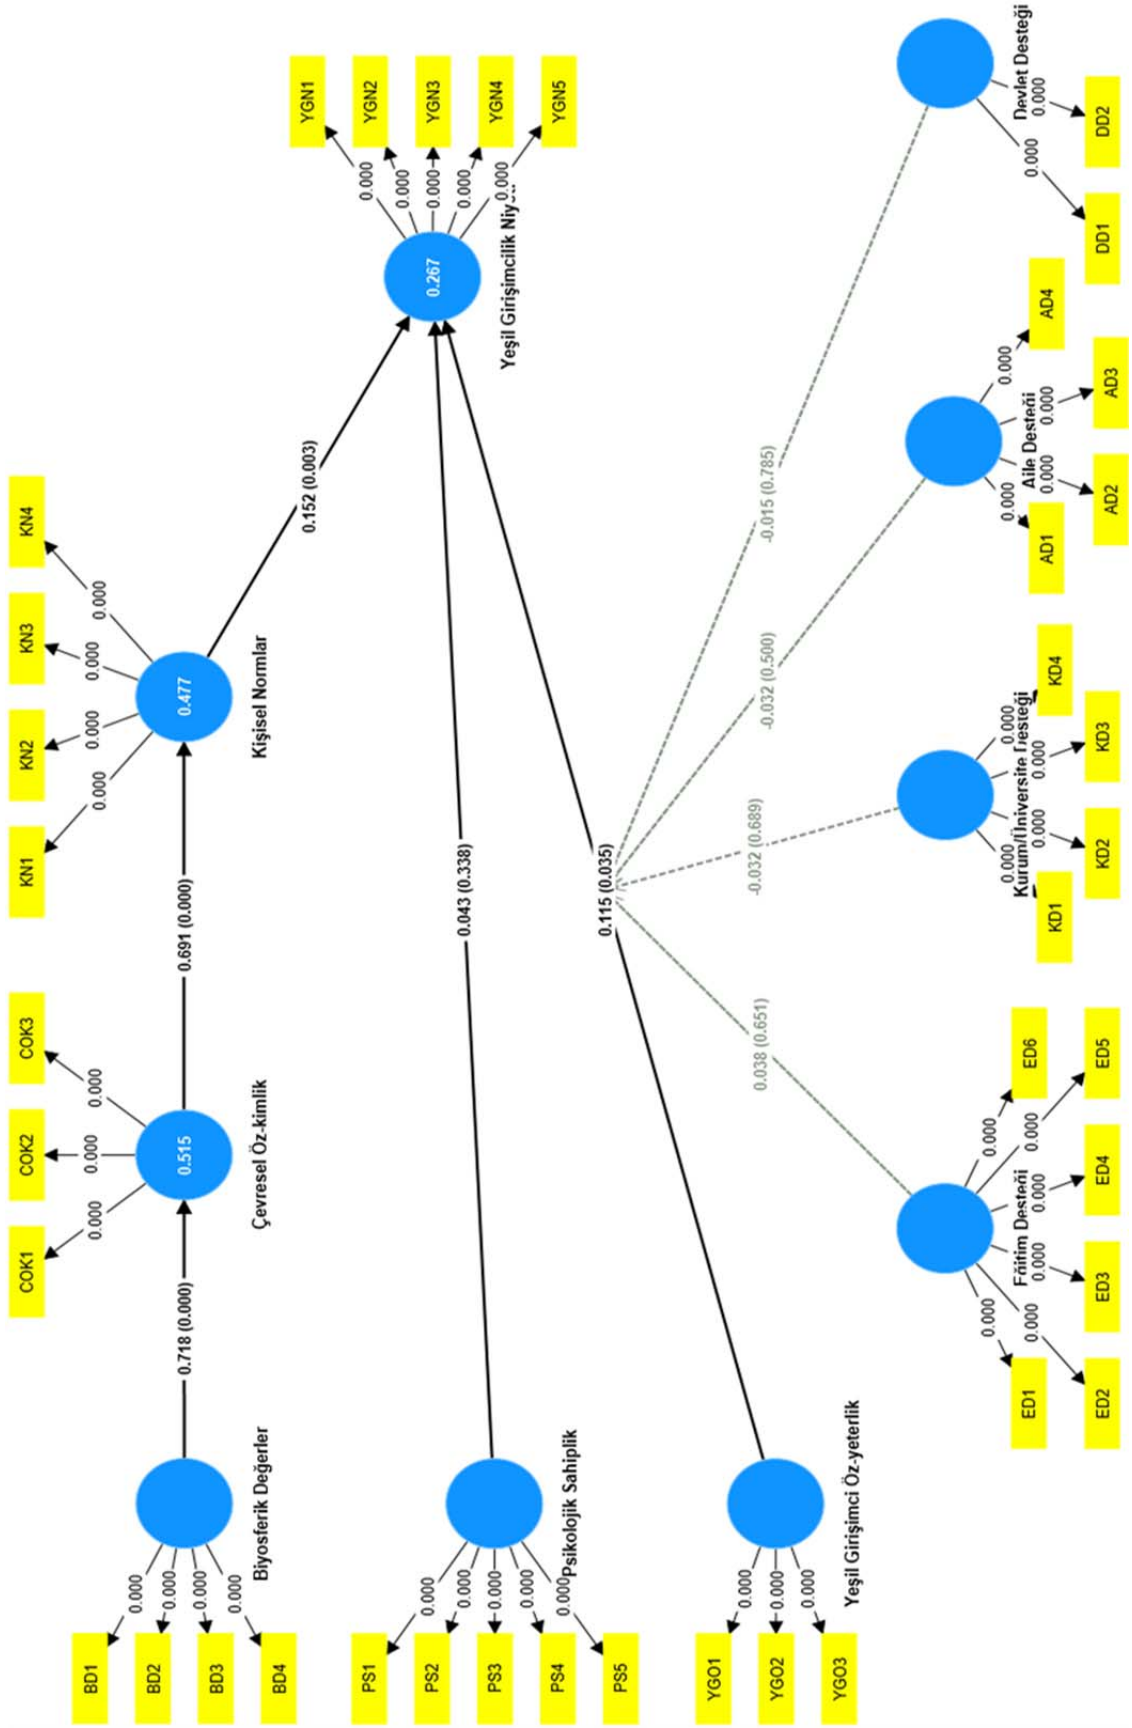 COK1
COK2
COK3
KN1
KN2
KN3
KN4
0.000
0.000
0.000
0.000
0.000
0.000
0.000
BD1
BD2
BD3
BD4
0.000
0.000
0.000
0.000
0.718 (0.000)
0.515
0.691 (0.000)
0.477
Biyosferik Değerler
Çevresel Öz-kimlik
Kişisel Normlar
0.152 (0.003)
YGN1
YGN2
YGN3
YGN4
YGN5
0.000
0.000
0.000
0.000
0.000
0.267
Yeşil Girişimcilik
PS1
PS2
PS3
PS4
PS5
0.000
0.000
0.000
0.000
0.000
0.043 (0.338)
Psikolojik Sahiplik
0.115 (0.035)
YGO1
YGO2
YGO3
0.000
0.000
0.000
Yeşil Girişimci Öz-yeterlik
0.038 (0.651)
-0.032 (0.689)
-0.032 (0.500)
-0.015 (0.785)
Eğitim Desteği
0.000
0.000
0.000
0.000
0.000
0.000
ED1
ED2
ED3
ED4
ED5
ED6
Kurum/Üniversite Desteği
0.000
0.000
0.000
0.000
KD1
KD2
KD3
KD4
Aile Desteği
0.000
0.000
0.000
0.000
AD1
AD2
AD3
AD4
Devlet Desteği
0.000
0.000
DD1
DD2